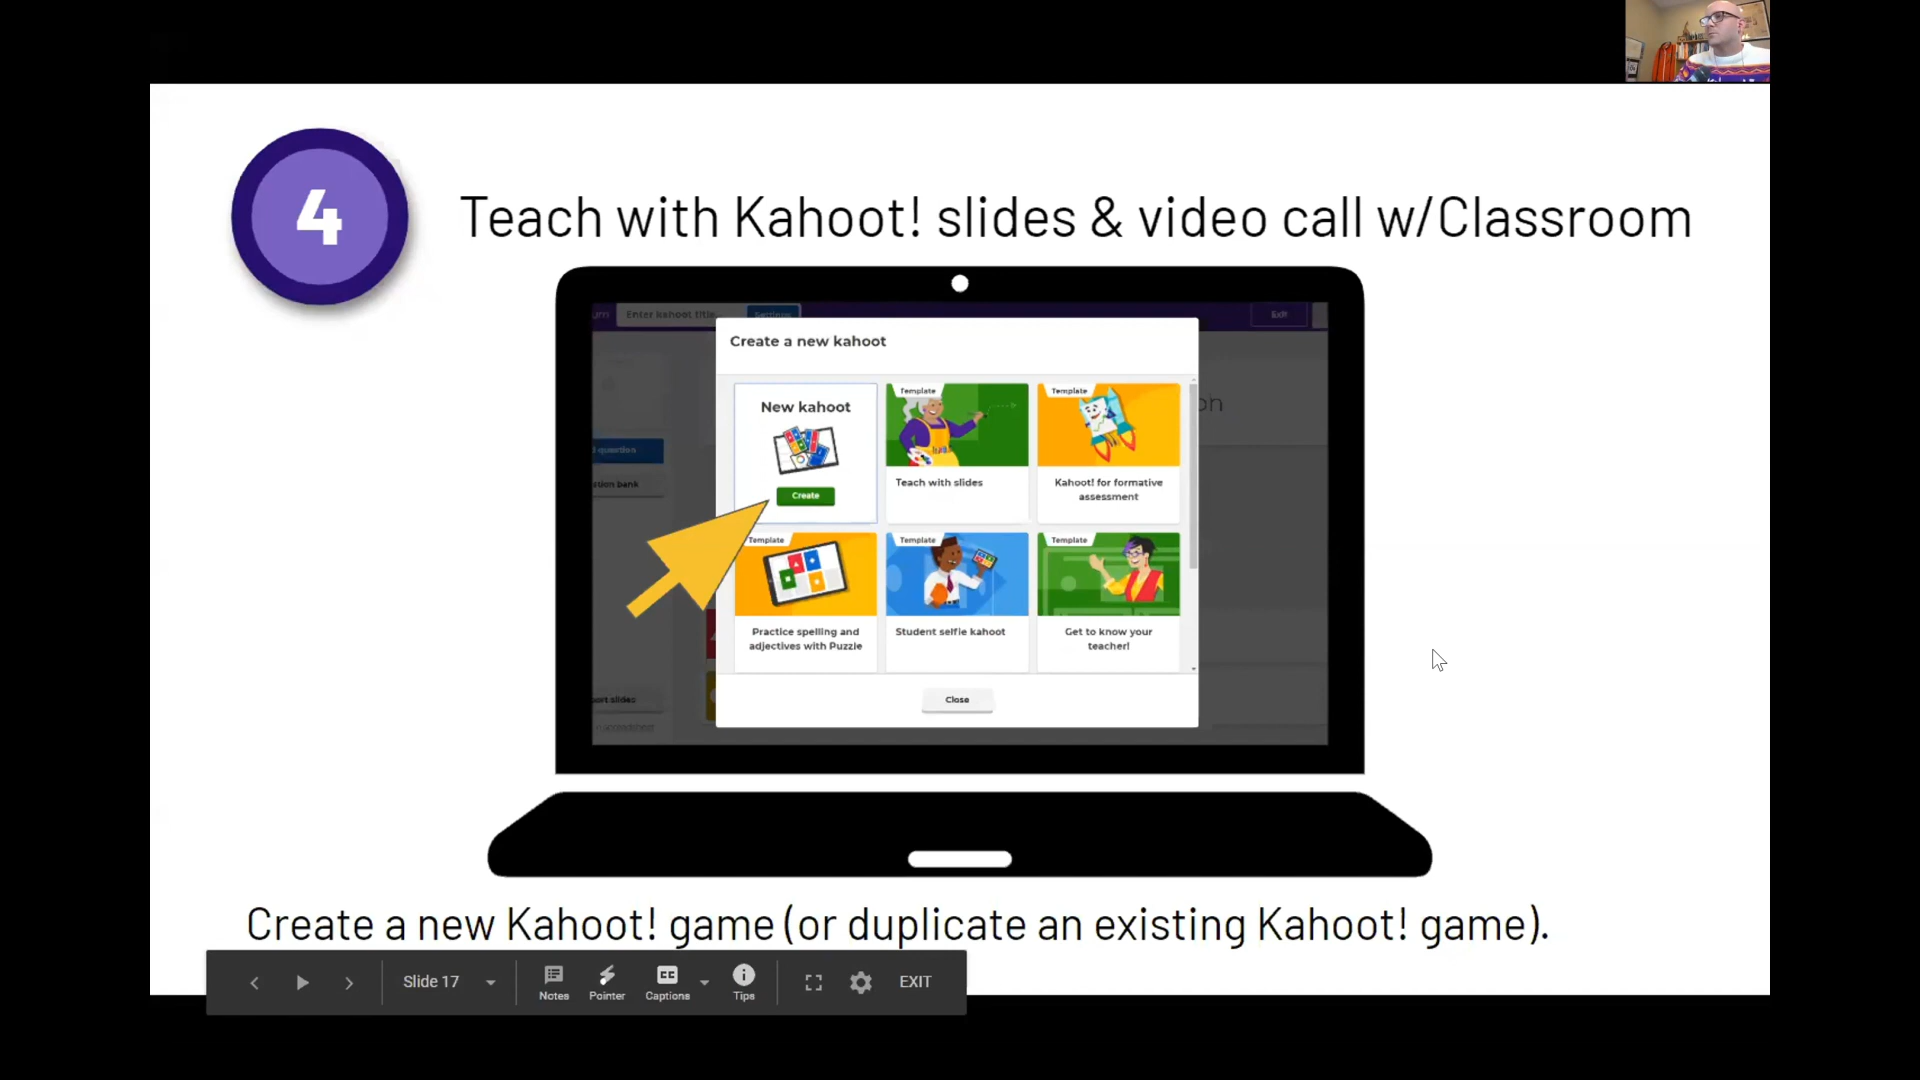 4
Teach with Kahoot! slides & video call w/Classroom
Enter kahoot title...
Settings
Exit
Create a new kahoot
New kahoot
Create
Template
Teach with slides
Template
Kahoot! for formative
assessment
question
bank
Template
Practice spelling and
adjectives with Puzzle
Template
Student selfie kahoot
Template
Get to know your
teacher!
slides
spreadsheet
Close
Create a new Kahoot! game (or duplicate an existing Kahoot! game).
Slide 17
Notes
Pointer
CC
Captions
Tips
EXIT